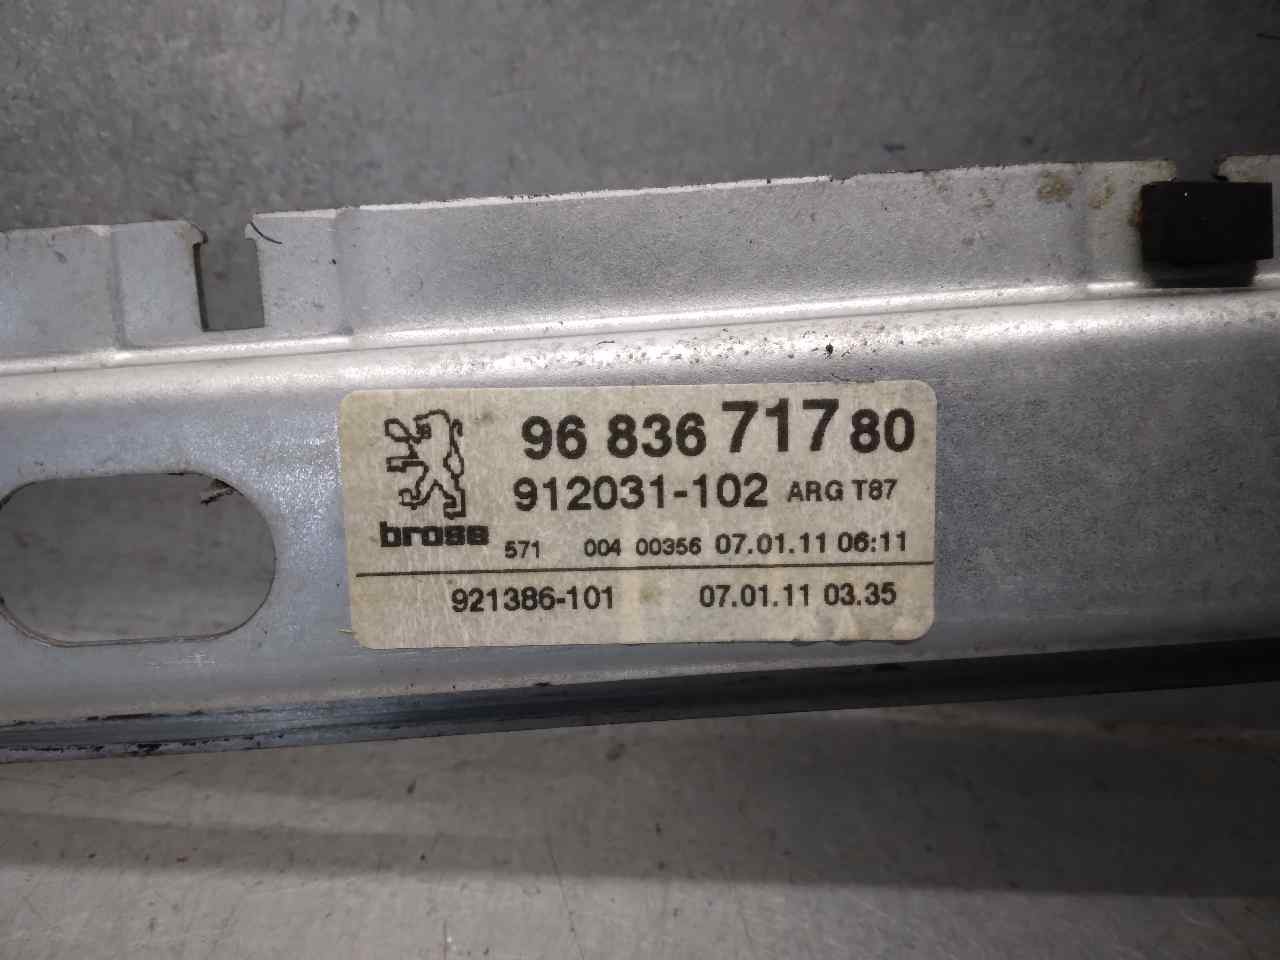 96 836 717 80
912031-102 ARG T87
brose
571 004 00356 07.01.11 06:11
921386-101 07.01.11 03.35